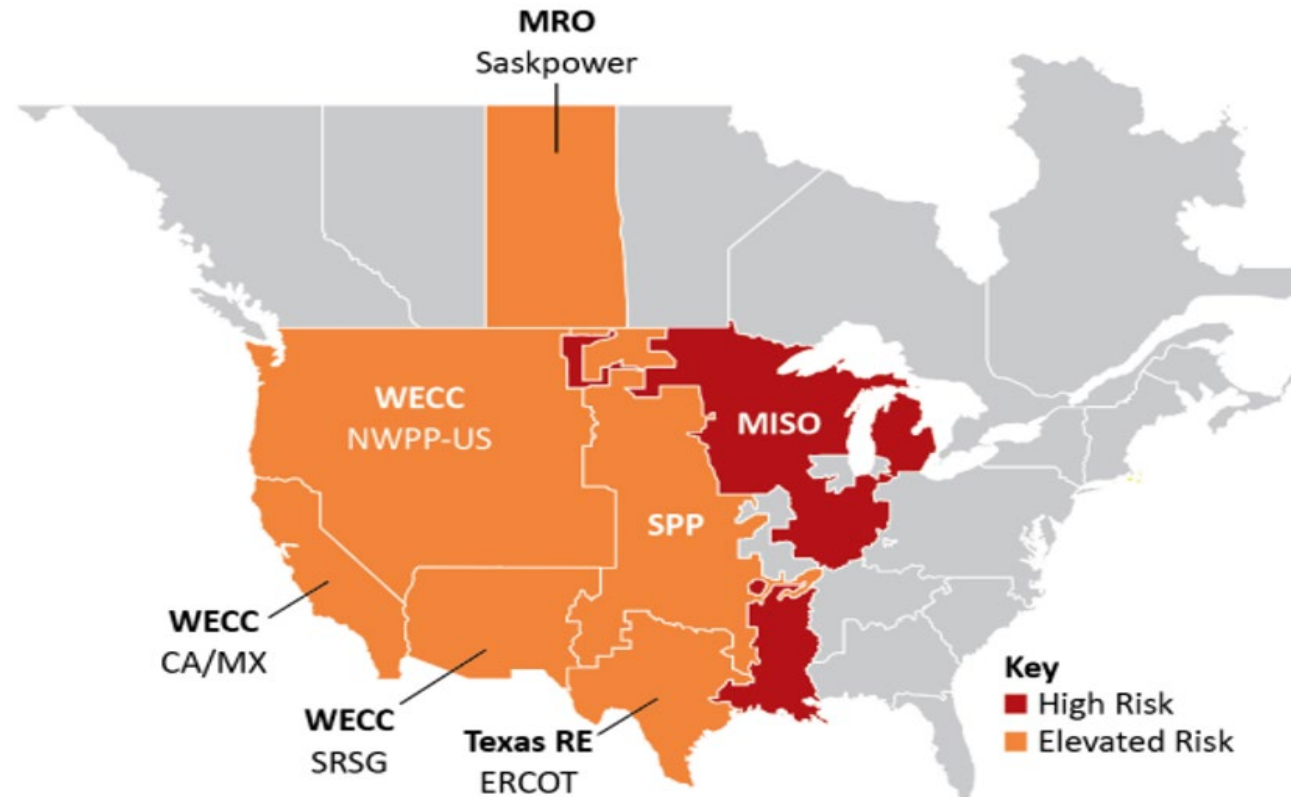 MRO
Saskpower
WECC
NWPP-US
MISO
SPP
WECC
CA/MX
WECC
SRSG
Texas RE
ERCOT
Key
High Risk
Elevated Risk